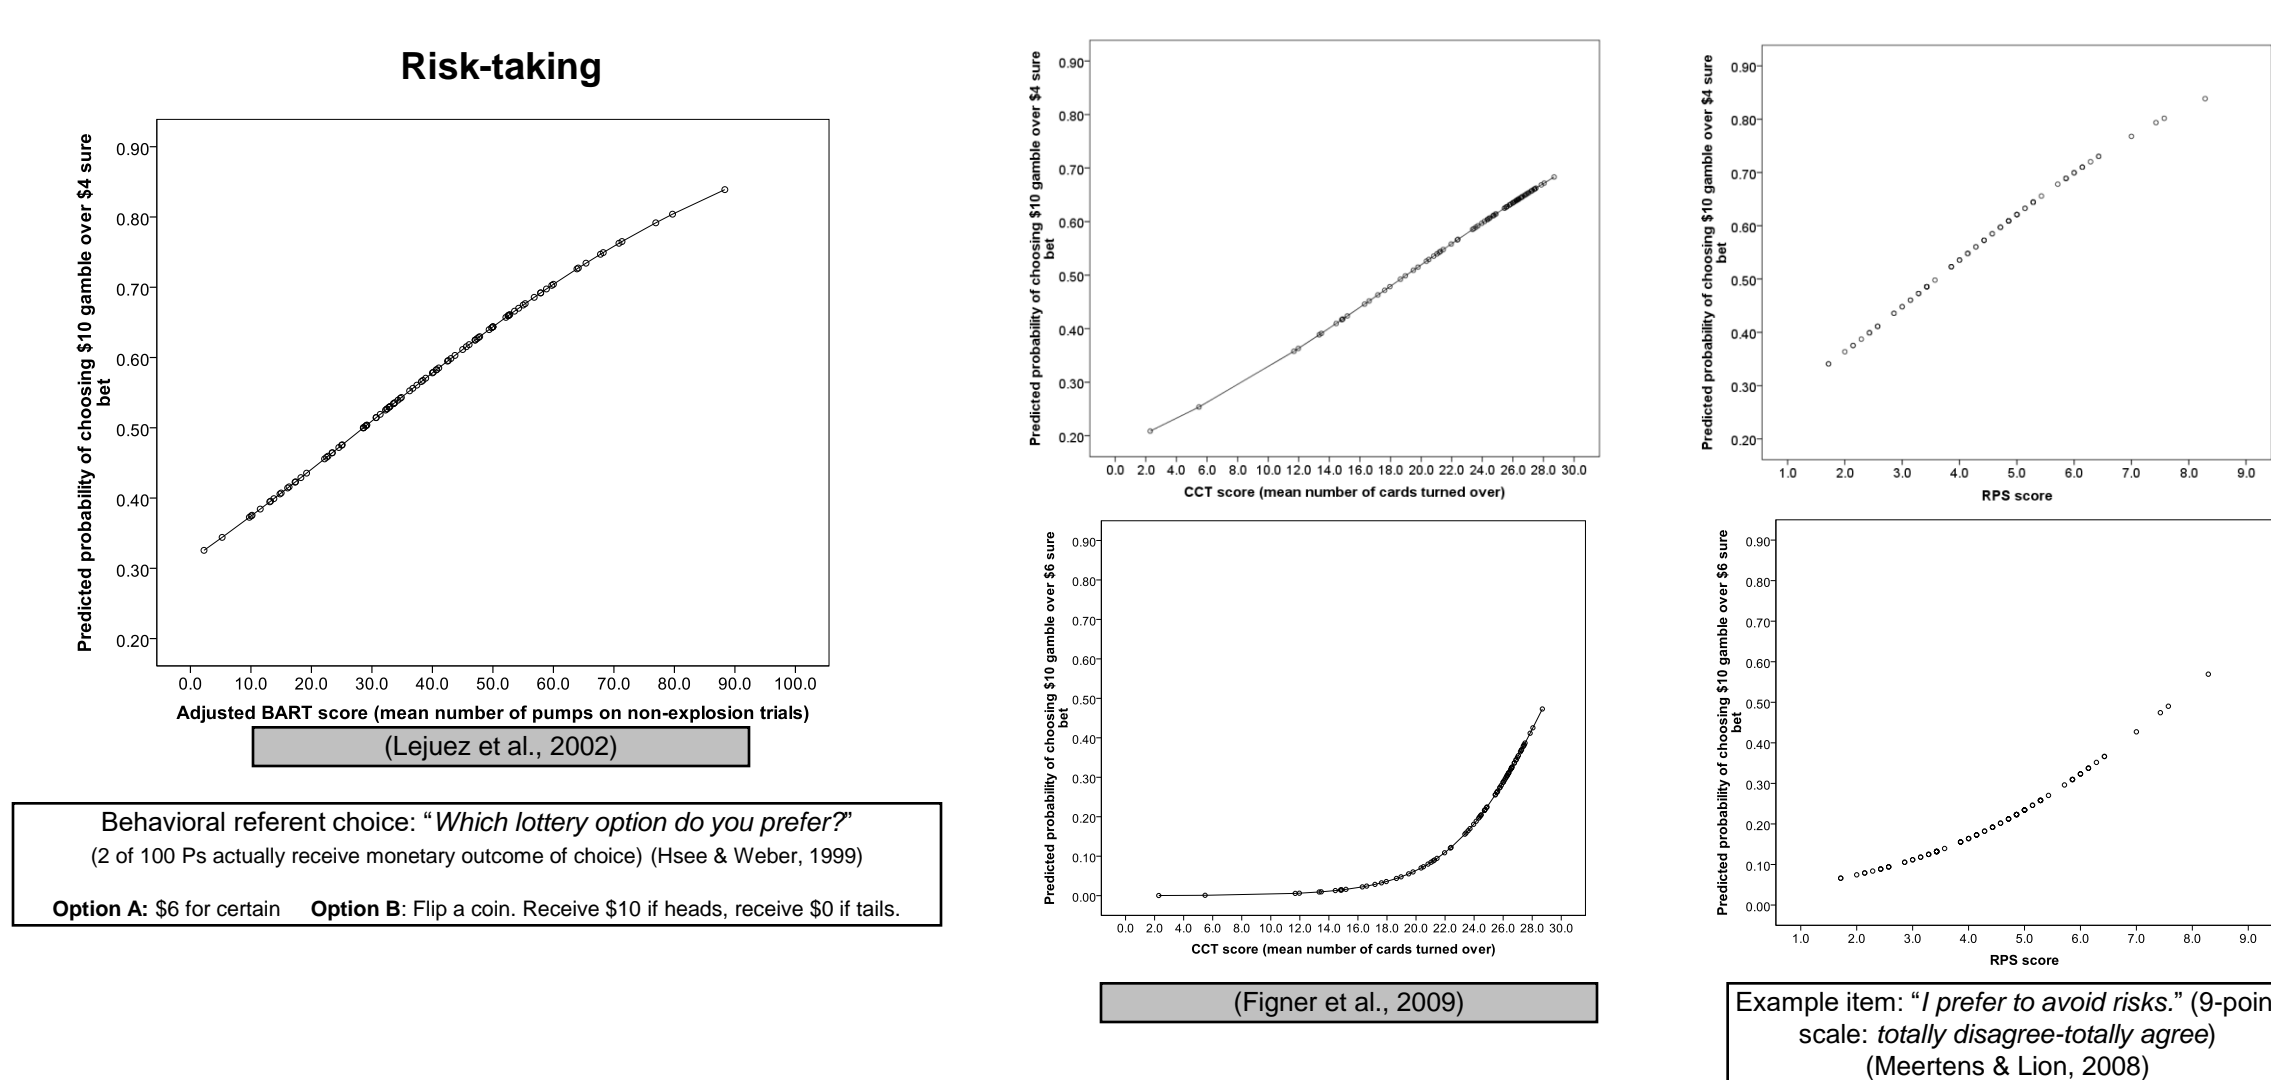 Risk-taking
Predicted probability of choosing $10 gamble over $4 sure
bet
0.90
0.80
0.70
0.60
0.50
0.40
0.30
0.20
0.0 10.0 20.0 30.0 40.0 50.0 60.0 70.0 80.0 90.0 100.0
Adjusted BART score (mean number of pumps on non-explosion trials)
(Lejuez et al., 2002)
Behavioral referent choice: “Which lottery option do you prefer?”
(2 of 100 Ps actually receive monetary outcome of choice) (Hsee & Weber, 1999)
Option A: $6 for certain Option B: Flip a coin. Receive $10 if heads, receive $0 if tails.
Predicted probability of choosing $10 gamble over $4 sure
bet
0.90
0.80
0.70
0.60
0.50
0.40
0.30
0.20
0.0 2.0 4.0 6.0 8.0 10.0 12.0 14.0 16.0 18.0 20.0 22.0 24.0 26.0 28.0 30.0
CCT score (mean number of cards turned over)
Predicted probability of choosing $10 gamble over $6 sure
bet
0.90
0.80
0.70
0.60
0.50
0.40
0.30
0.20
0.10
0.00
0.0 2.0 4.0 6.0 8.0 10.0 12.0 14.0 16.0 18.0 20.0 22.0 24.0 26.0 28.0 30.0
CCT score (mean number of cards turned over)
(Figner et al., 2009)
Predicted probability of choosing $10 gamble over $4 sure
bet
0.90
0.80
0.70
0.60
0.50
0.40
0.30
0.20
1.0 2.0 3.0 4.0 5.0 6.0 7.0 8.0 9.0
RPS score
Predicted probability of choosing $10 gamble over $6 sure
bet
0.90
0.80
0.70
0.60
0.50
0.40
0.30
0.20
0.10
0.00
1.0 2.0 3.0 4.0 5.0 6.0 7.0 8.0 9.0
RPS score
Example item: “I prefer to avoid risks.” (9-poin
scale: totally disagree-totally agree)
(Meertens & Lion, 2008)